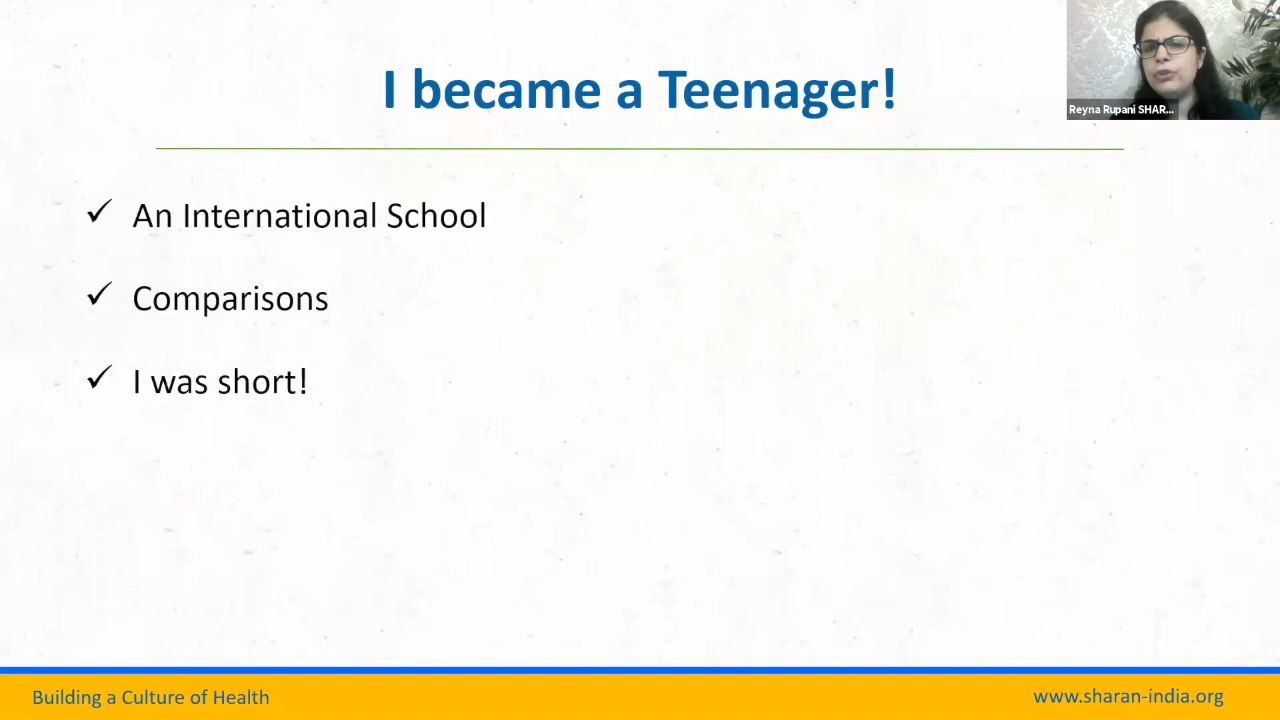 I became a Teenager!
Reyna Rupani SHAR...
✓ An International School
✓ Comparisons
✓ I was short!
Building a Culture of Health
www.sharan-india.org